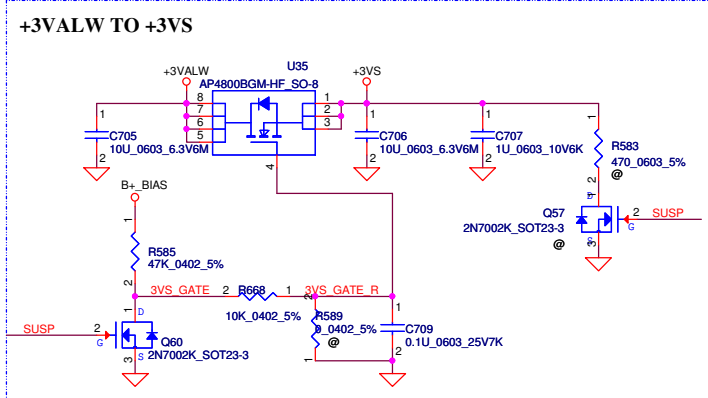 +3VALW TO +3VS
U35
+3VALW
AP4800BGM-HF_SO-8
+3VS
8
7
6
5
1
2
3
4
1
C705
10U_0603_6.3V6M
2
1
C706
10U_0603_6.3V6M
2
1
C707
1U_0603_10V6K
2
1
R583
470_0603_5%
@
2
B+_BIAS
1
R585
47K_0402_5%
2
Q57
2N7002K_SOT23-3
@
1
D
2
G
SUSP
3
S
3VS_GATE
2
R668
1
10K_0402_5%
3VS_GATE_R
2
R589
0_0402_5%
@
1
1
C709
0.1U_0603_25V7K
2
SUSP
2
G
1
D
Q60
2N7002K_SOT23-3
3
S